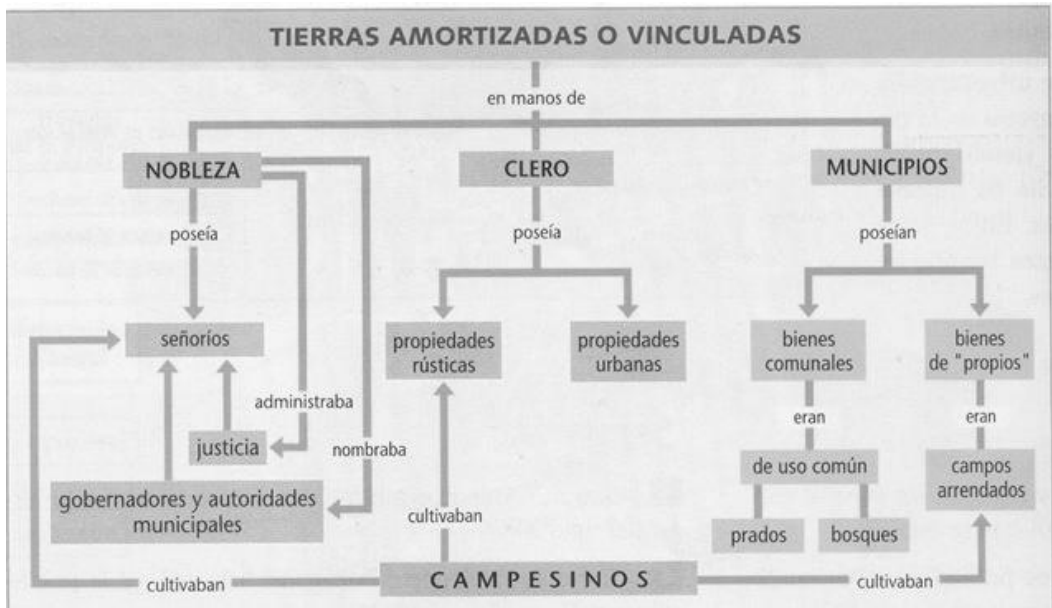 TIERRAS AMORTIZADAS O VINCULADAS
en manos de
NOBLEZA
CLERO
MUNICIPIOS
poseía
poseía
poseían
señoríos
propiedades
rústicas
propiedades
urbanas
bienes
comunales
bienes
de "propios"
administraba
eran
eran
justicia
nombraba
de uso común
campos
arrendados
gobernadores y autoridades
municipales
cultivaban
prados
bosques
cultivaban
CAMPESINOS
cultivaban